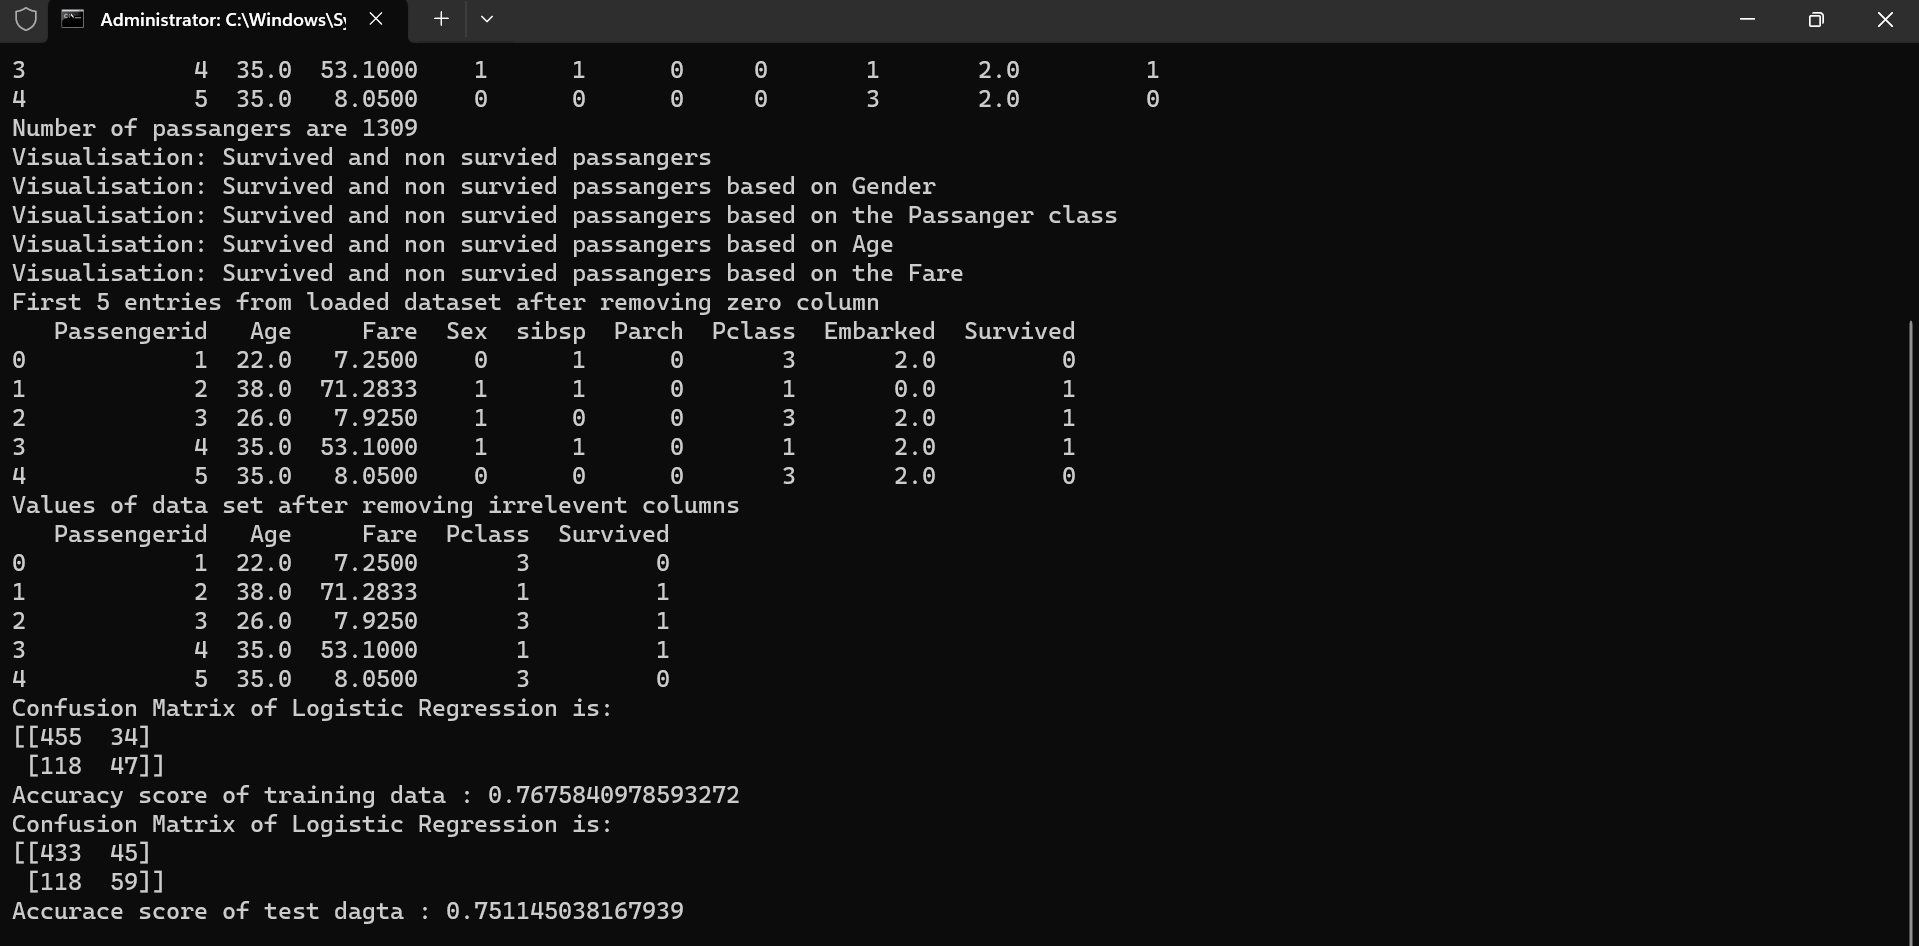 Administrator: C:\Windows\Sy
3            4  35.0  53.1000    1      1      0     0       1       2.0         1
4            5  35.0   8.0500    0      0      0     0       3       2.0         0
Number of passangers are 1309
Visualisation: Survived and non survied passangers
Visualisation: Survived and non survied passangers based on Gender
Visualisation: Survived and non survied passangers based on the Passanger class
Visualisation: Survived and non survied passangers based on Age
Visualisation: Survived and non survied passangers based on the Fare
First 5 entries from loaded dataset after removing zero column
   Passengerid   Age     Fare  Sex  sibsp  Parch  Pclass  Embarked  Survived
0            1  22.0   7.2500    0      1      0       3       2.0         0
1            2  38.0  71.2833    1      1      0       1       0.0         1
2            3  26.0   7.9250    1      0      0       3       2.0         1
3            4  35.0  53.1000    1      1      0       1       2.0         1
4            5  35.0   8.0500    0      0      0       3       2.0         0
Values of data set after removing irrelevent columns
   Passengerid   Age     Fare  Pclass  Survived
0            1  22.0   7.2500       3         0
1            2  38.0  71.2833       1         1
2            3  26.0   7.9250       3         1
3            4  35.0  53.1000       1         1
4            5  35.0   8.0500       3         0
Confusion Matrix of Logistic Regression is:
[[455  34]
 [118  47]]
Accuracy score of training data : 0.7675840978593272
Confusion Matrix of Logistic Regression is:
[[433  45]
 [118  59]]
Accurace score of test dagta : 0.751145038167939